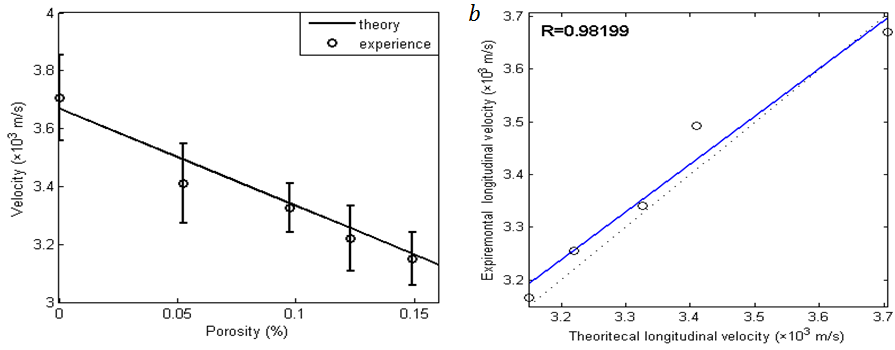 4
3.8
3.6
3.4
3.2
3
Velocity (×10³ m/s)
theory
experience
0
0.05
0.1
0.15
Porosity (%)
b
R=0.98199
3.7
3.6
3.5
3.4
3.3
3.2
Expiremontal longitudinal velocity (×10³ m/s)
3.2
3.3
3.4
3.5
3.6
3.7
Theoritecal longitudinal velocity (×10³ m/s)